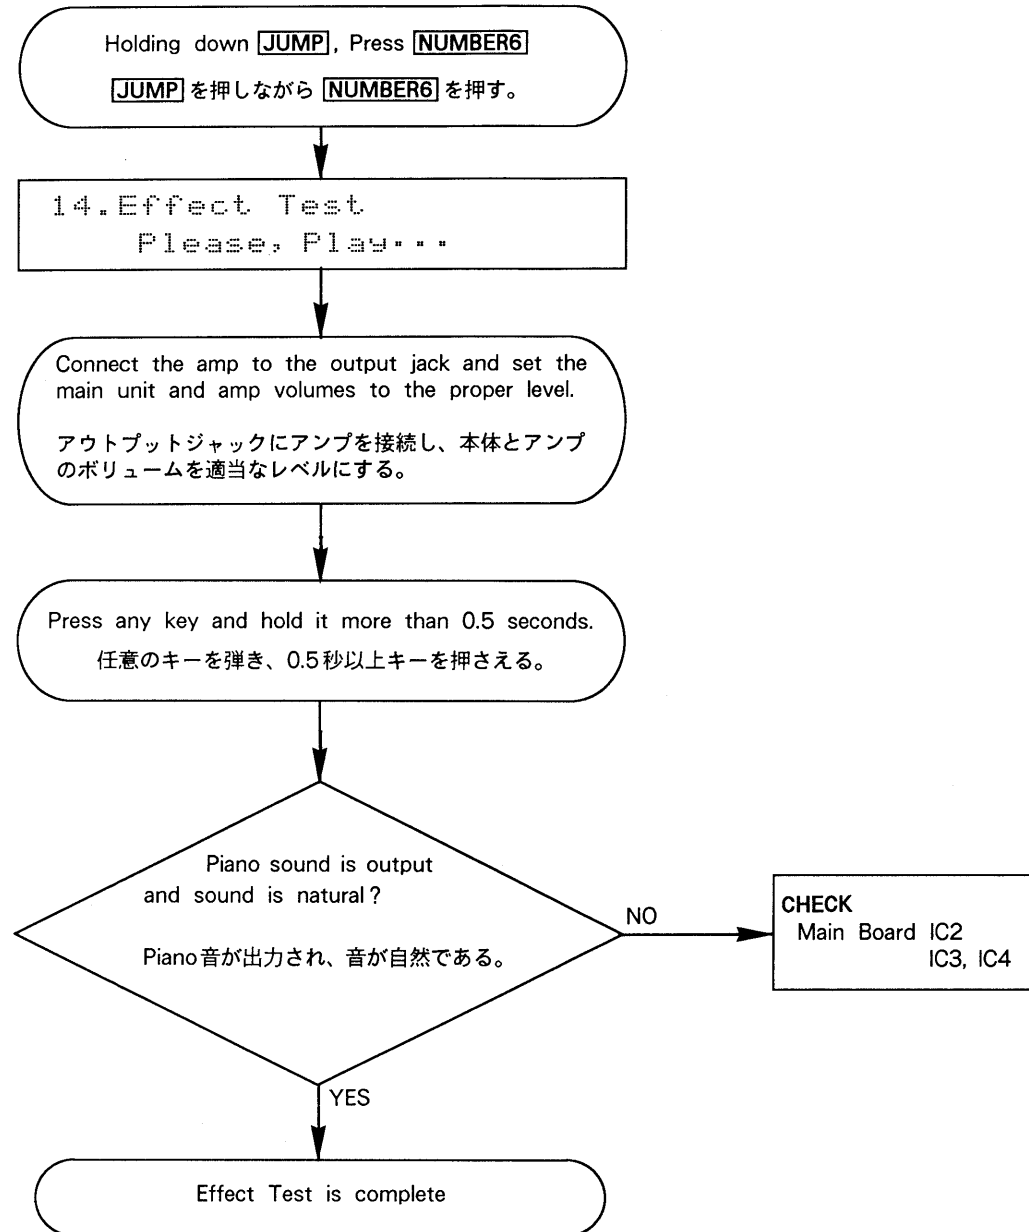 Holding down JUMP, Press NUMBER6
JUMP を押しながら NUMBER6 を押す。
14.Effect Test
Please, Play...
Connect the amp to the output jack and set the
main unit and amp volumes to the proper level.
アウトプットジャックにアンプを接続し、本体とアンプ
のボリュームを適当なレベルにする。
Press any key and hold it more than 0.5 seconds.
任意のキーを弾き、0.5秒以上キーを押さえる。
Piano sound is output
and sound is natural?
Piano音が出力され、音が自然である。
NO
CHECK
Main Board IC2
IC3, IC4
YES
Effect Test is complete